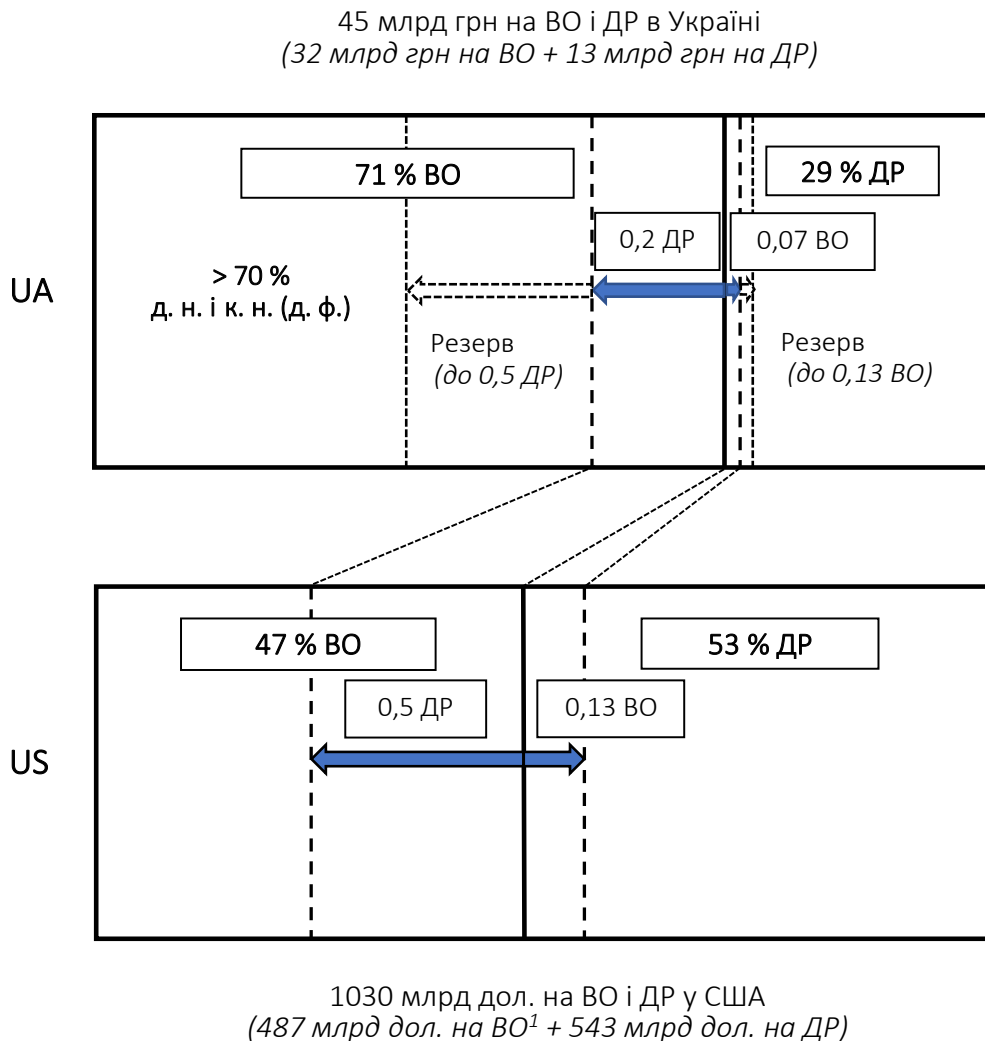 45 млрд грн на ВО і ДР в Україні
(32 млрд грн на ВО + 13 млрд грн на ДР)
71 % ВО
29 % ДР
0,2 ДР
0,07 ВО
UA
> 70 %
д. н. і к. н. (д. ф.)
Резерв
(до 0,5 ДР)
Резерв
(до 0,13 ВО)
47 % ВО
53 % ДР
0,5 ДР
0,13 ВО
US
1030 млрд дол. на ВО і ДР у США
(487 млрд дол. на ВО¹ + 543 млрд дол. на ДР)